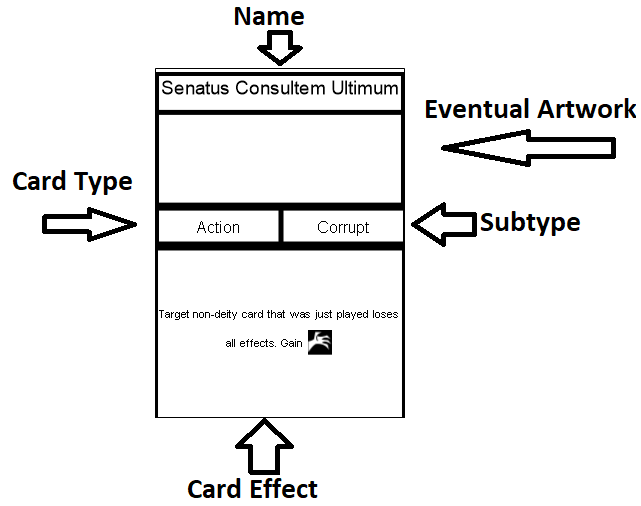 Name
Senatus Consultem Ultimum
Eventual Artwork
Card Type
Action
Corrupt
Subtype
Target non-deity card that was just played loses
all effects. Gain
Card Effect